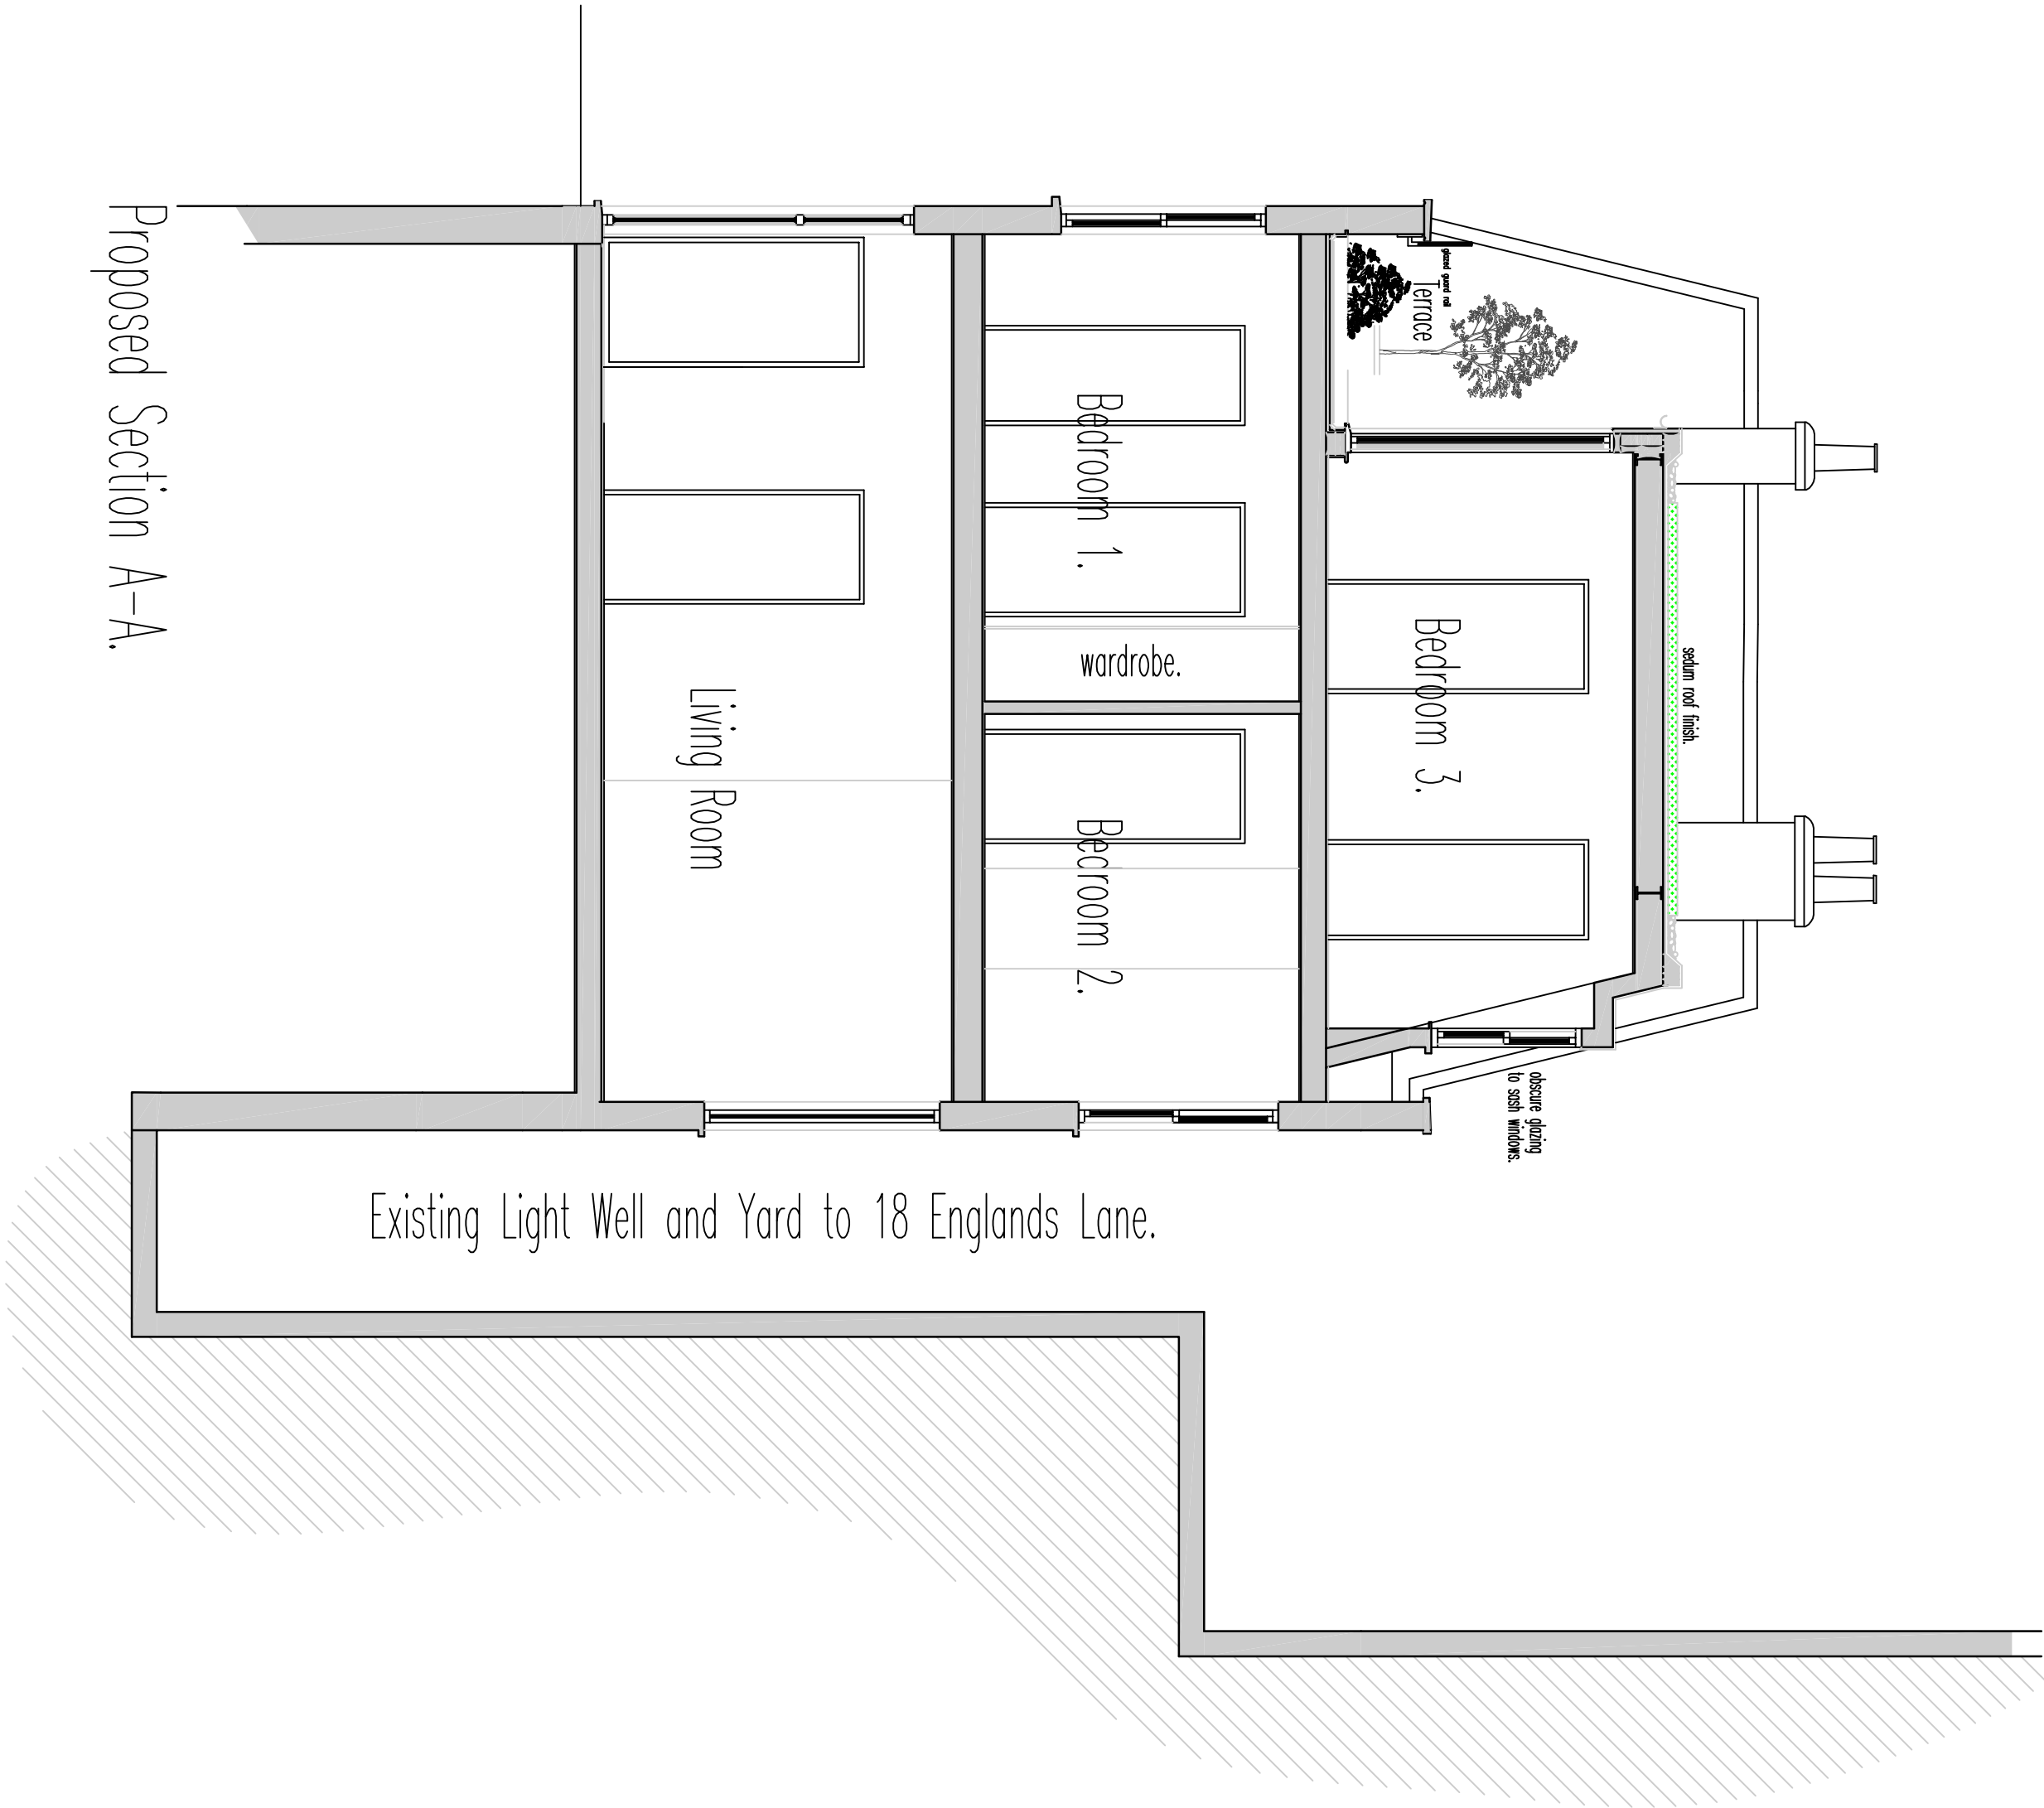 sedum roof finish.
glazed guard rail
Terrace
Bedroom 3.
obscure glazing
to sash windows.
Bedroom 1.
wardrobe.
Bedroom 2.
Living Room
Existing Light Well and Yard to 18 Englands Lane.
Proposed Section A-A.